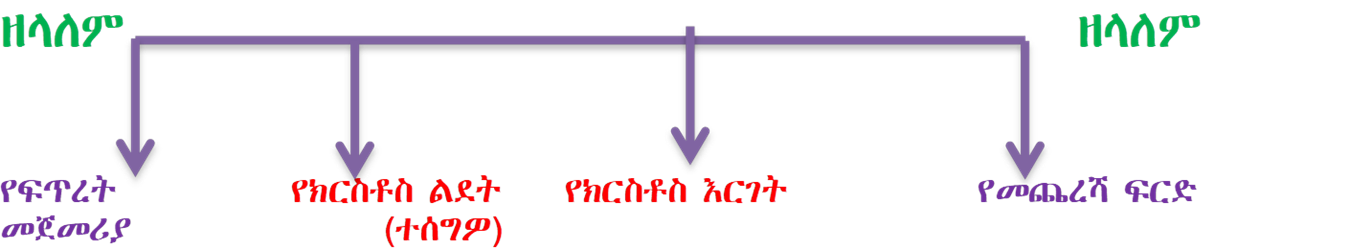 ዘላለም
ዘላለም
የፍጥረት
መጀመሪያ
የክርስቶስ ልደት
(ተሰግዎ)
የክርስቶስ እርገት
የመጨረሻ ፍርድ